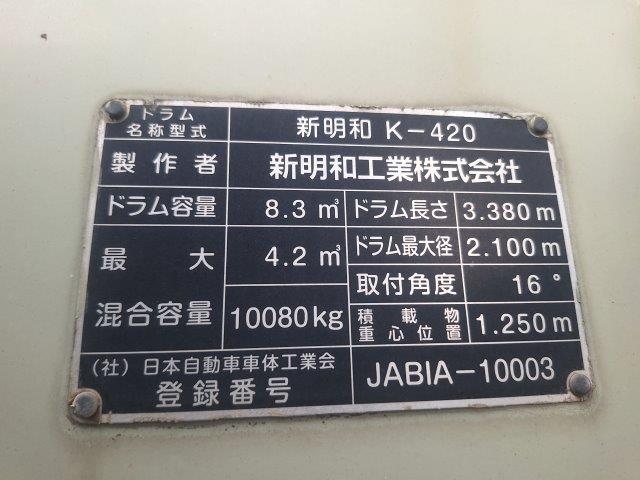 ドラム
名称型式
新明和 K-420
製作者
新明和工業株式会社
ドラム容量
8.3 m³
ドラム長さ
3.380 m
最大
混合容量
4.2 m³
10080kg
ドラム最大径
2.100 m
取付角度
16°
積載物
重心位置
1.250 m
(社)日本自動車車体工業会
登録番号
JABIA-10003